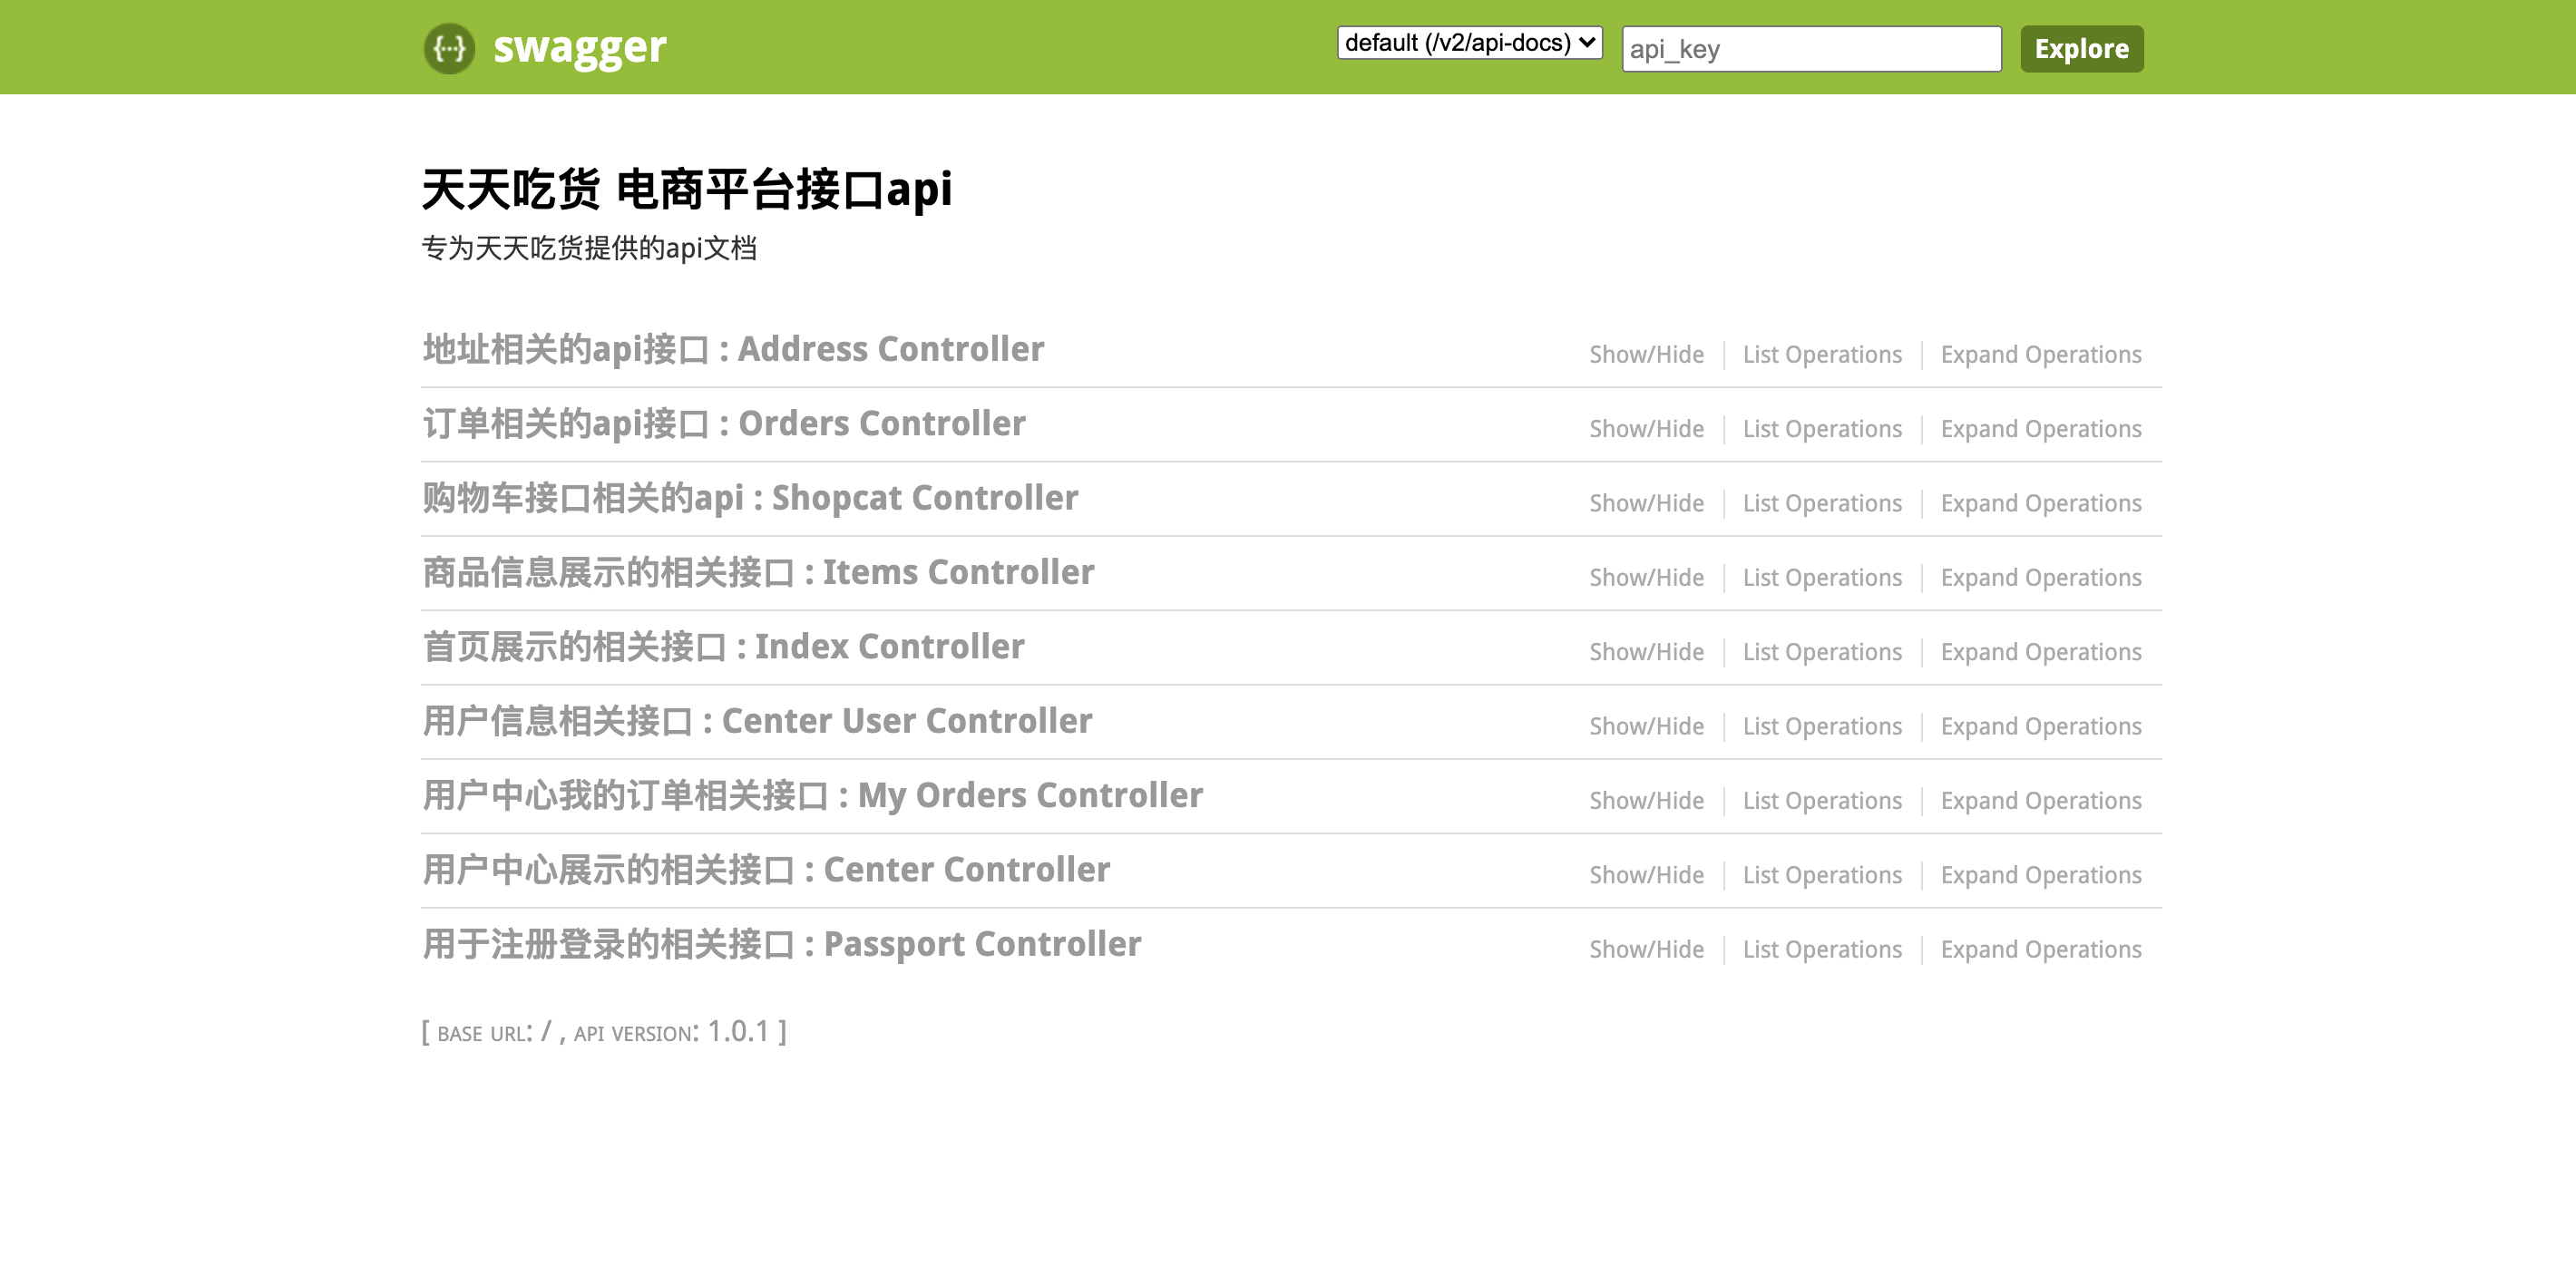 {...} swagger default (/v2/api-docs) api_key Explore
天天吃货 电商平台接口api
专为天天吃货提供的api文档
地址相关的api接口 : Address Controller Show/Hide List Operations Expand Operations
订单相关的api接口 : Orders Controller Show/Hide List Operations Expand Operations
购物车接口相关的api : Shopcat Controller Show/Hide List Operations Expand Operations
商品信息展示的相关接口 : Items Controller Show/Hide List Operations Expand Operations
首页展示的相关接口 : Index Controller Show/Hide List Operations Expand Operations
用户信息相关接口 : Center User Controller Show/Hide List Operations Expand Operations
用户中心我的订单相关接口 : My Orders Controller Show/Hide List Operations Expand Operations
用户中心展示的相关接口 : Center Controller Show/Hide List Operations Expand Operations
用于注册登录的相关接口 : Passport Controller Show/Hide List Operations Expand Operations
[ BASE URL: / , API VERSION: 1.0.1 ]